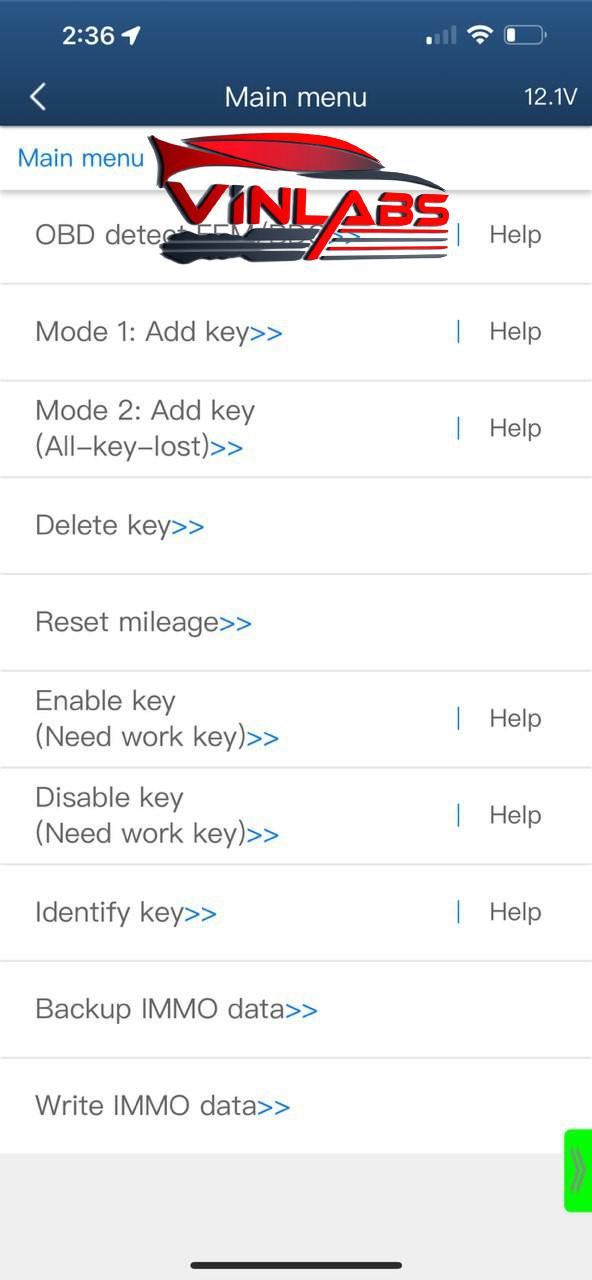 2:36
Main menu
12.1V
Main menu
VINLABS
OBD detect FEM/BDC>>
| Help
Mode 1: Add key>>
| Help
Mode 2: Add key
(All-key-lost)>>
| Help
Delete key>>
Reset mileage>>
Enable key
(Need work key)>>
| Help
Disable key
(Need work key)>>
| Help
Identify key>>
| Help
Backup IMMO data>>
Write IMMO data>>